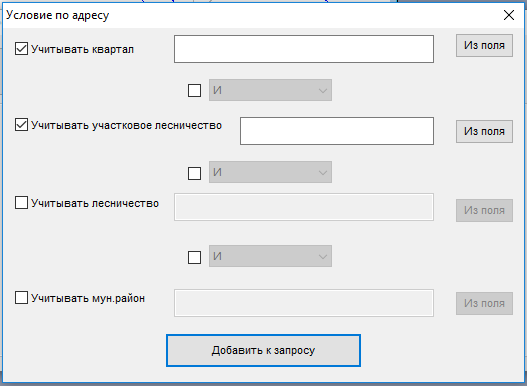 Условие по адресу
Учитывать квартал
Из поля
И
Учитывать участковое лесничество
Из поля
И
Учитывать лесничество
Из поля
И
Учитывать мун.район
Из поля
Добавить к запросу